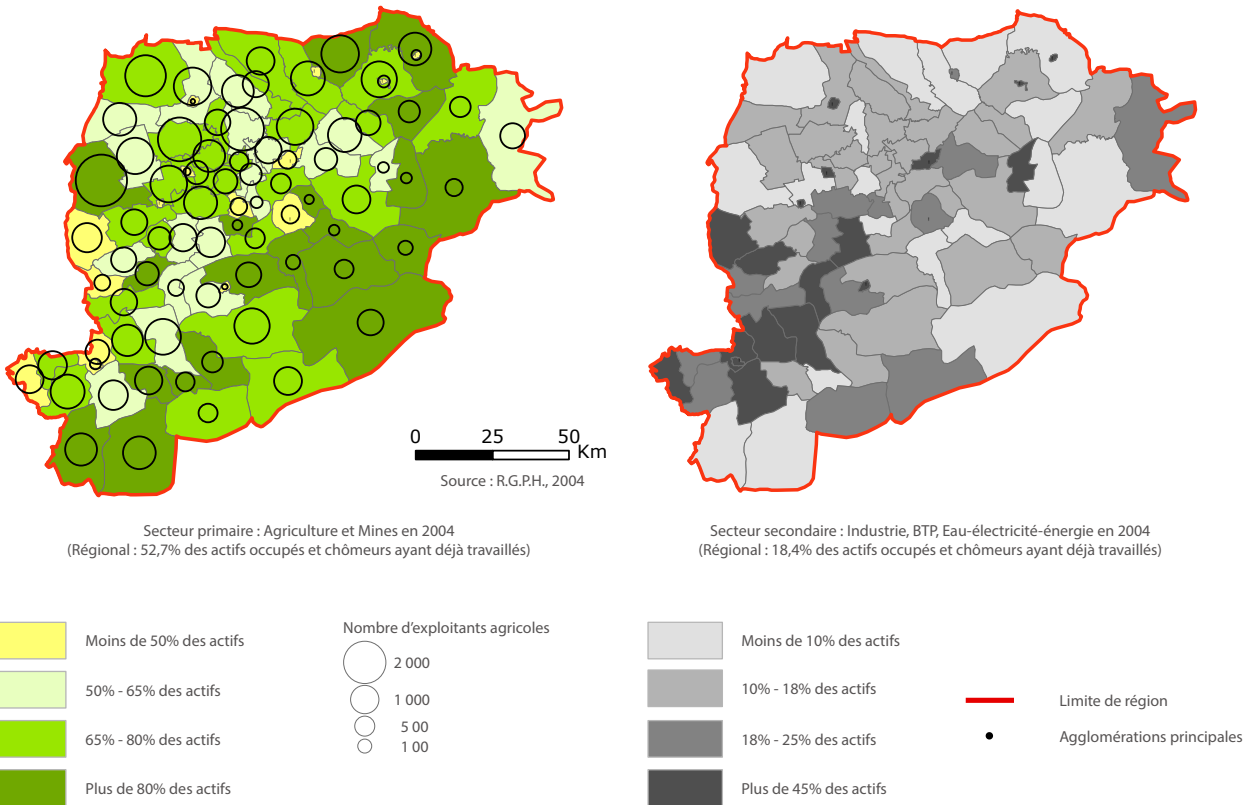 0 25 50 Km
Source : R.G.P.H., 2004
Secteur primaire : Agriculture et Mines en 2004
(Régional : 52,7% des actifs occupés et chômeurs ayant déjà travaillés)
Secteur secondaire : Industrie, BTP, Eau-électricité-énergie en 2004
(Régional : 18,4% des actifs occupés et chômeurs ayant déjà travaillés)
Moins de 50% des actifs
50% - 65% des actifs
65% - 80% des actifs
Plus de 80% des actifs
Nombre d'exploitants agricoles
2 000
1 000
5 00
1 00
Moins de 10% des actifs
10% - 18% des actifs
18% - 25% des actifs
Plus de 45% des actifs
Limite de région
Agglomérations principales